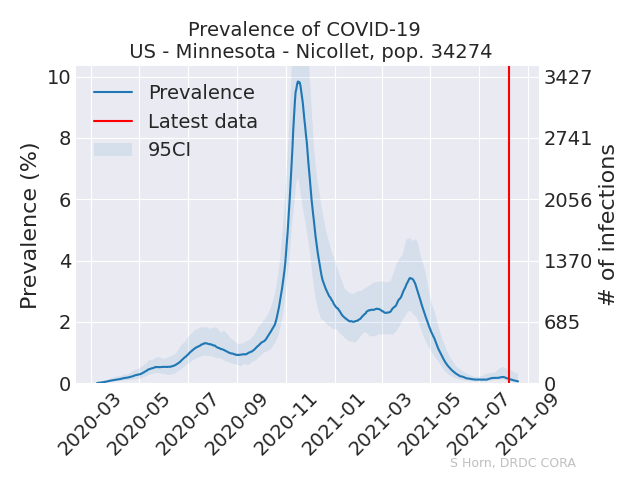 Prevalence of COVID-19
US - Minnesota - Nicollet, pop. 34274
Prevalence
Latest data
95CI
Prevalence (%)
10
8
6
4
2
0
3427
2741
2056
1370
685
0
# of infections
2020-03
2020-05
2020-07
2020-09
2020-11
2021-01
2021-03
2021-05
2021-07
2021-09
S Horn, DRDC CORA